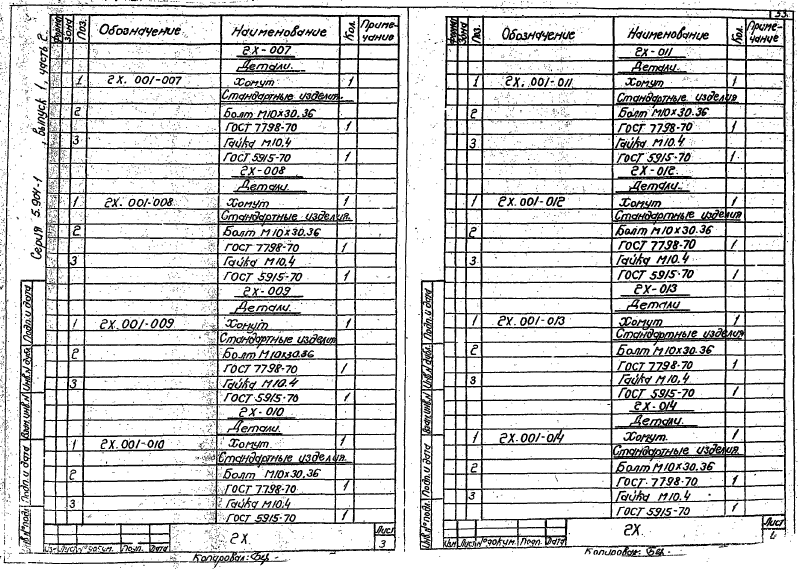 Серия 5.904-1, выпуск 1, часть 2.
Форма Зона Поз. Обозначение Наименование Кол. Примечание
2Х-007
Детали.
1 2Х.001-007 Хомут 1
Стандартные изделия.
2 Болт М10х30.36
ГОСТ 7798-70 1
3 Гайка М10.4
ГОСТ 5915-70 1
2Х-008
Детали.
1 2Х.001-008 Хомут 1
Стандартные изделия.
2 Болт М10х30.36
ГОСТ 7798-70 1
3 Гайка М10.4
ГОСТ 5915-70 1
2Х-009
Детали.
1 2Х.001-009 Хомут 1
Стандартные изделия
2 Болт М10х30.36
ГОСТ 7798-70 1
3 Гайка М10.4
ГОСТ 5915-70 1
2Х-010
Детали.
1 2Х.001-010 Хомут 1
Стандартные изделия.
2 Болт М10х30.36
ГОСТ 7798-70 1
3 Гайка М10.4
ГОСТ 5915-70 1
Инв.№подл. Подп. и дата Взам.инв.№ Инв.№дубл. Подп. и дата
Изм. Лист №докум. Подп. Дата
2Х
Лист
3
Копировал:
33
Форма Зона Поз. Обозначение Наименование Кол. Примечание
2Х-011
Детали.
1 2Х.001-011 Хомут 1
Стандартные изделия
2 Болт М10х30.36
ГОСТ 7798-70 1
3 Гайка М10.4
ГОСТ 5915-70 1
2Х-012
Детали.
1 2Х.001-012 Хомут 1
Стандартные изделия
2 Болт М10х30.36
ГОСТ 7798-70 1
3 Гайка М10.4
ГОСТ 5915-70 1
2Х-013
Детали
1 2Х.001-013 Хомут 1
Стандартные изделия
2 Болт М10х30.36
ГОСТ 7798-70 1
3 Гайка М10.4
ГОСТ 5915-70 1
2Х-014
Детали.
1 2Х.001-014 Хомут. 1
Стандартные изделия
2 Болт М10х30.36
ГОСТ 7798-70 1
3 Гайка М10.4
ГОСТ 5915-70 1
Инв.№подл. Подп. и дата Взам.инв.№ Инв.№дубл. Подп. и дата
Изм. Лист №докум. Подп. Дата
2Х
Лист
4
Копировал: